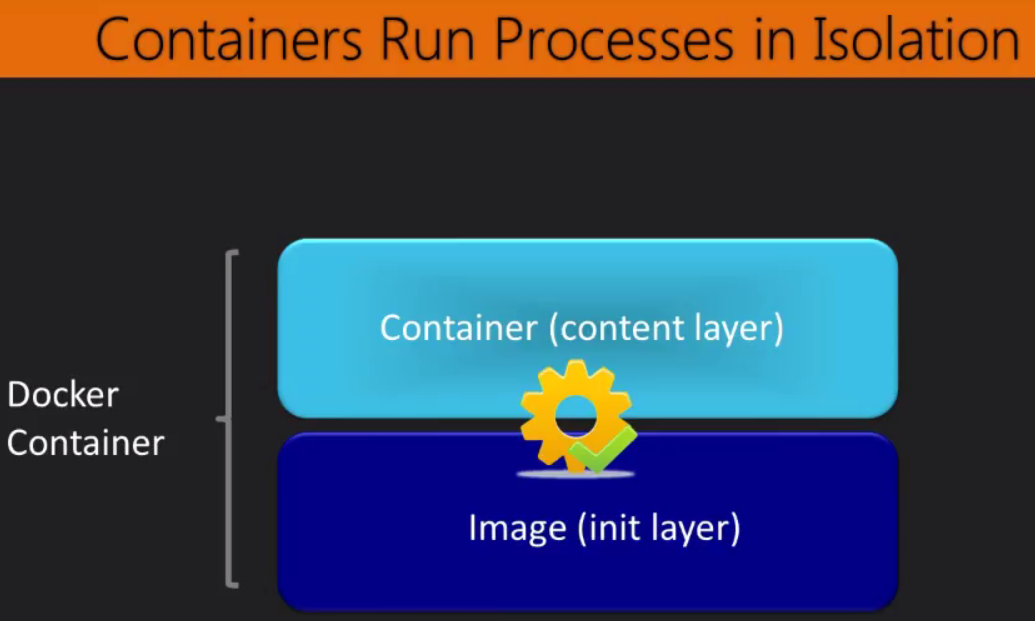 Containers Run Processes in Isolation
Container (content layer)
Docker
Container
Image (init layer)